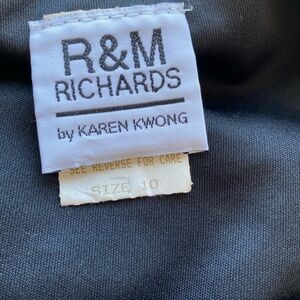 R&M
RICHARDS
by KAREN KWONG
SEE REVERSE FOR CARE
SIZE 10